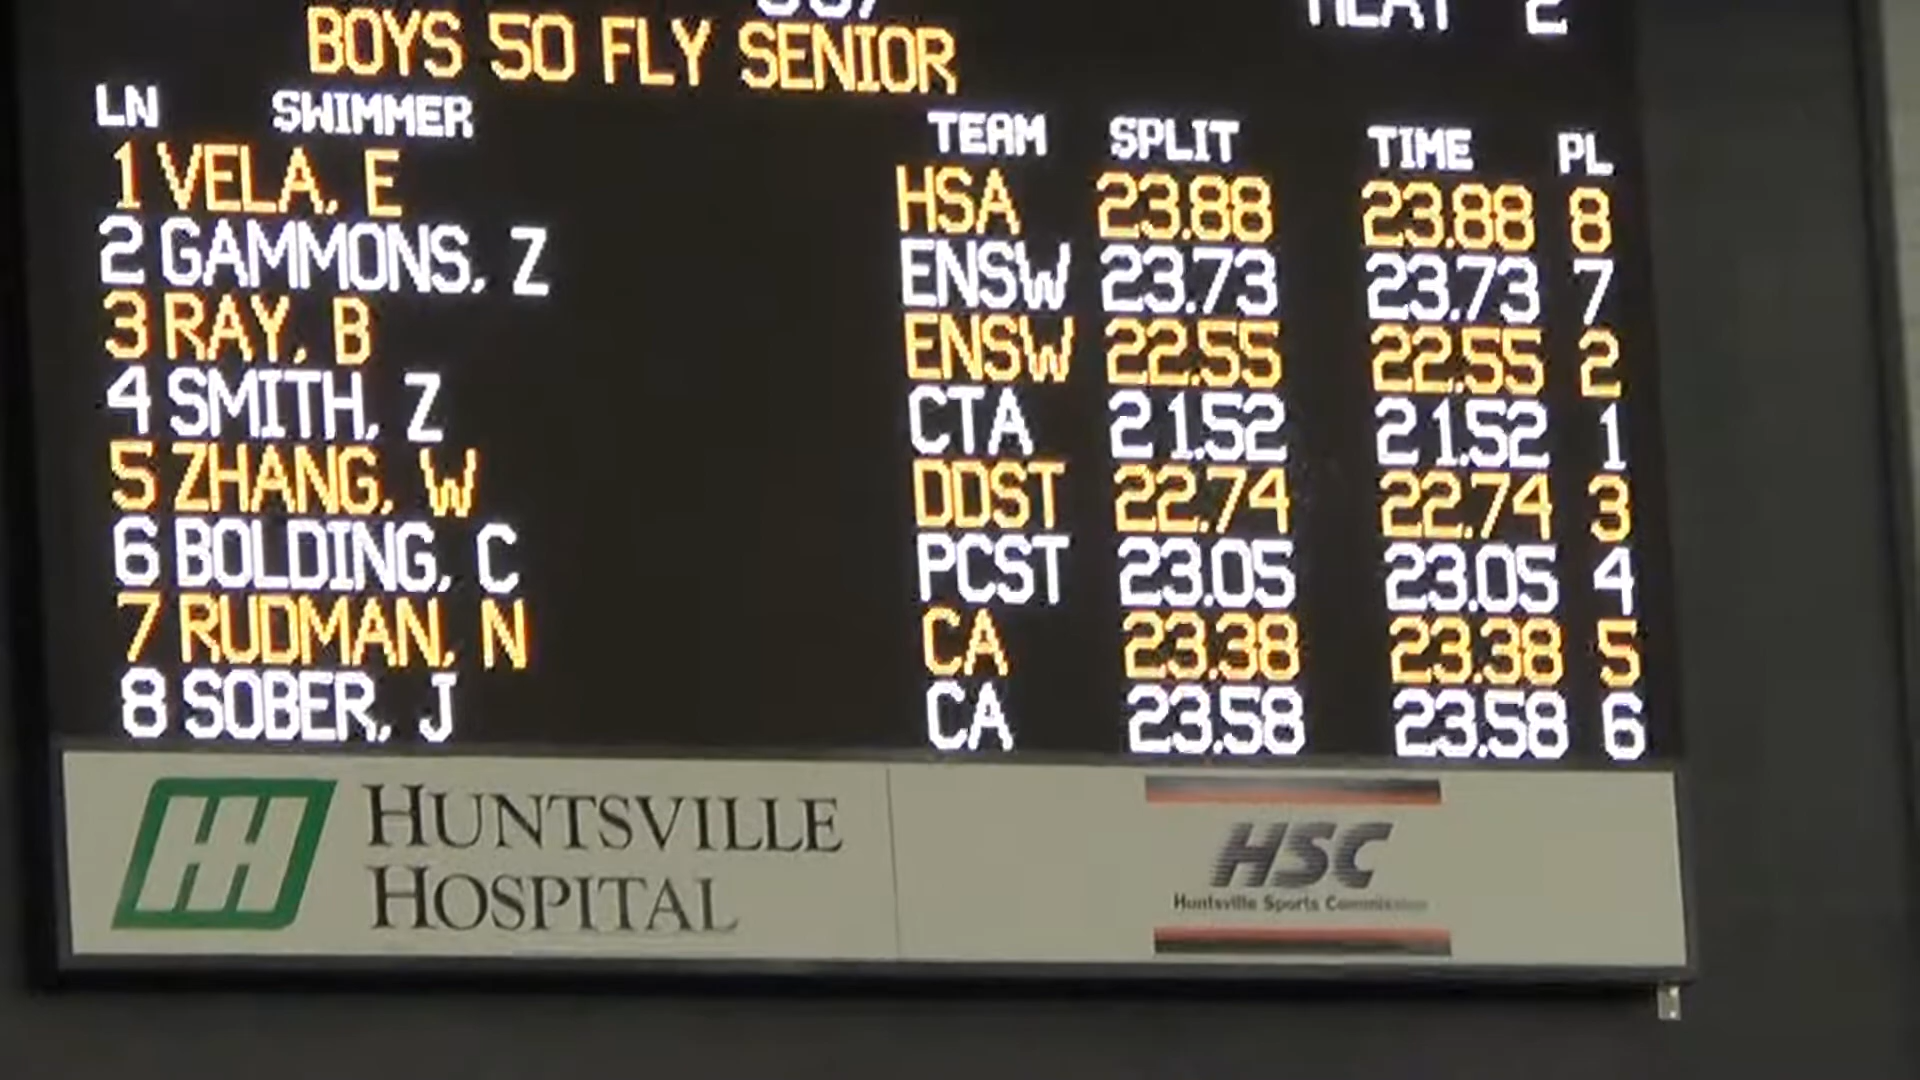 HEAT 2
BOYS 50 FLY SENIOR
LN SWIMMER TEAM SPLIT TIME PL
1 VELA, E HSA 23.88 23.88 8
2 GAMMONS, Z ENSW 23.73 23.73 7
3 RAY, B ENSW 22.55 22.55 2
4 SMITH, Z CTA 21.52 21.52 1
5 ZHANG, W DDST 22.74 22.74 3
6 BOLDING, C PCST 23.05 23.05 4
7 RUDMAN, N CA 23.38 23.38 5
8 SOBER, J CA 23.58 23.58 6
HUNTSVILLE
HOSPITAL
HSC
Huntsville Sports Commission